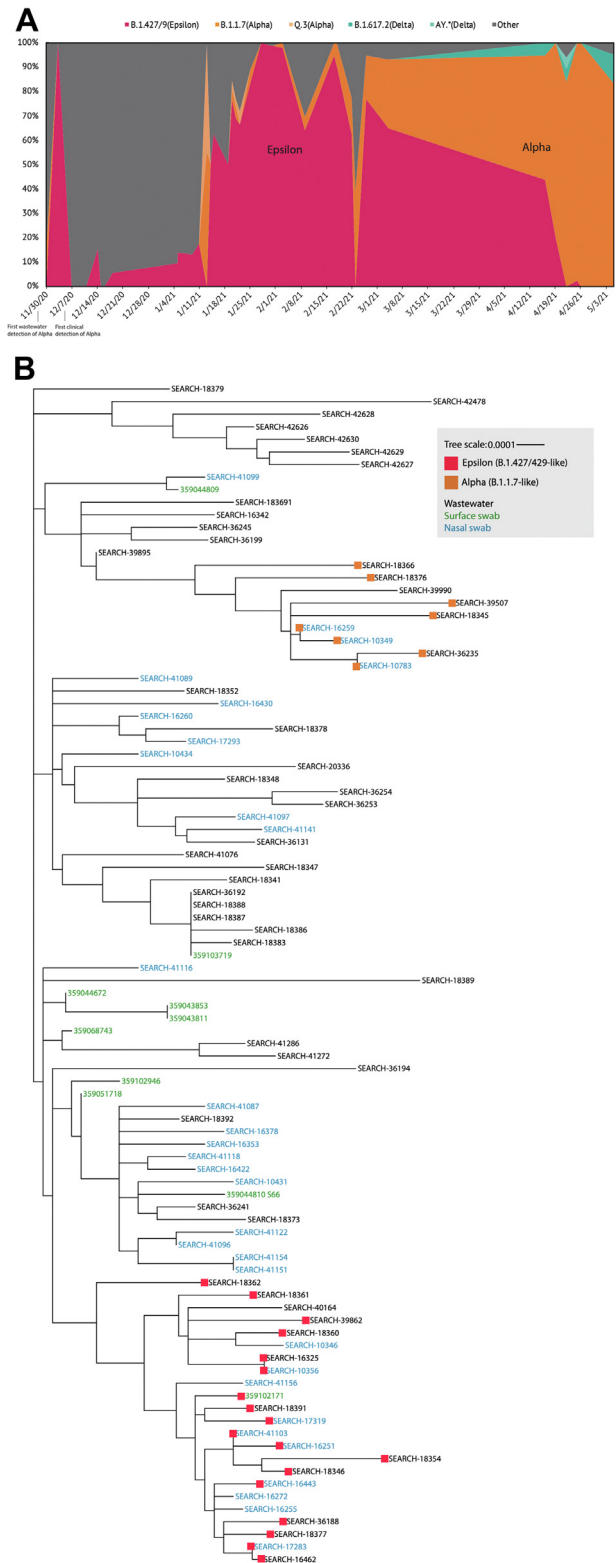 A
B.1.427/9(Epsilon) B.1.1.7(Alpha) Q.3(Alpha) B.1.617.2(Delta) AY.*(Delta) Other
100%
90%
80%
70%
60%
50%
40%
30%
20%
10%
0%
Epsilon
Alpha
11/30/20 12/7/20 12/14/20 12/21/20 12/28/20 1/4/21 1/11/21 1/18/21 1/25/21 2/1/21 2/8/21 2/15/21 2/22/21 3/1/21 3/8/21 3/15/21 3/22/21 3/29/21 4/5/21 4/12/21 4/19/21 4/26/21 5/3/21
First wastewater
detection of Alpha
First clinical
detection of Alpha
B
Tree scale:0.0001
Epsilon (B.1.427/429-like)
Alpha (B.1.1.7-like)
Wastewater
Surface swab
Nasal swab
SEARCH-18379
SEARCH-42478
SEARCH-42628
SEARCH-42626
SEARCH-42630
SEARCH-42629
SEARCH-42627
SEARCH-41099
359044809
SEARCH-183691
SEARCH-16342
SEARCH-36245
SEARCH-36199
SEARCH-39895
SEARCH-18366
SEARCH-18376
SEARCH-39990
SEARCH-39507
SEARCH-18345
SEARCH-16259
SEARCH-10349
SEARCH-36235
SEARCH-10783
SEARCH-41089
SEARCH-18352
SEARCH-16430
SEARCH-16260
SEARCH-18378
SEARCH-17293
SEARCH-10434
SEARCH-20336
SEARCH-18348
SEARCH-36254
SEARCH-36253
SEARCH-41097
SEARCH-41141
SEARCH-36131
SEARCH-41076
SEARCH-18347
SEARCH-18341
SEARCH-36192
SEARCH-18388
SEARCH-18387
SEARCH-18386
SEARCH-18383
359103719
SEARCH-41116
SEARCH-18389
359044672
359043853
359043811
359068743
SEARCH-41286
SEARCH-41272
SEARCH-36194
359102946
359051718
SEARCH-41087
SEARCH-18392
SEARCH-16378
SEARCH-16353
SEARCH-41118
SEARCH-16422
SEARCH-10431
359044810 S66
SEARCH-36241
SEARCH-18373
SEARCH-41122
SEARCH-41096
SEARCH-41154
SEARCH-41151
SEARCH-18362
SEARCH-18361
SEARCH-40164
SEARCH-39862
SEARCH-18360
SEARCH-10346
SEARCH-16325
SEARCH-10356
SEARCH-41156
359102171
SEARCH-18391
SEARCH-17319
SEARCH-41103
SEARCH-16251
SEARCH-18354
SEARCH-18346
SEARCH-16443
SEARCH-16272
SEARCH-16255
SEARCH-36188
SEARCH-18377
SEARCH-17283
SEARCH-16462